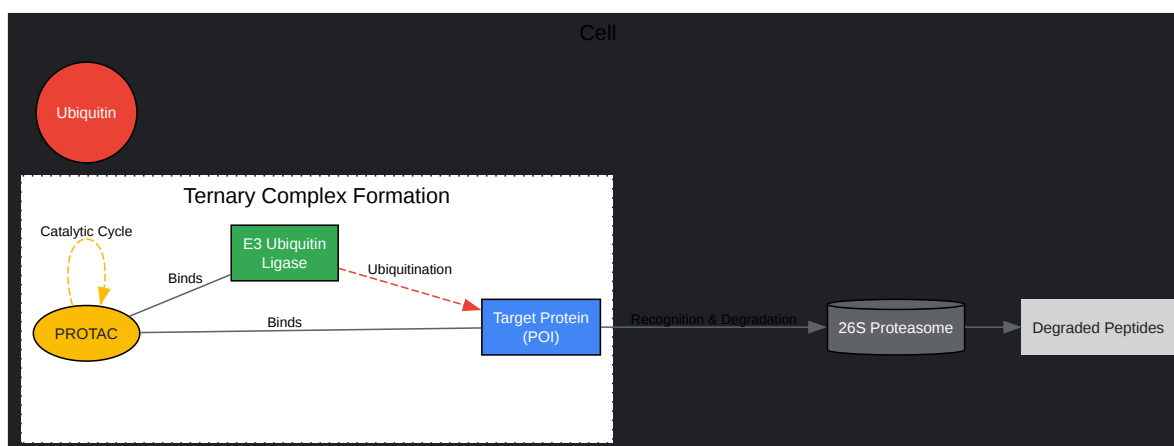 Cell
Ubiquitin
Ternary Complex Formation
Catalytic Cycle
E3 Ubiquitin
Ligase
Binds
Ubiquitination
PROTAC
Binds
Target Protein
(POI)
Recognition & Degradation
26S Proteasome
Degraded Peptides